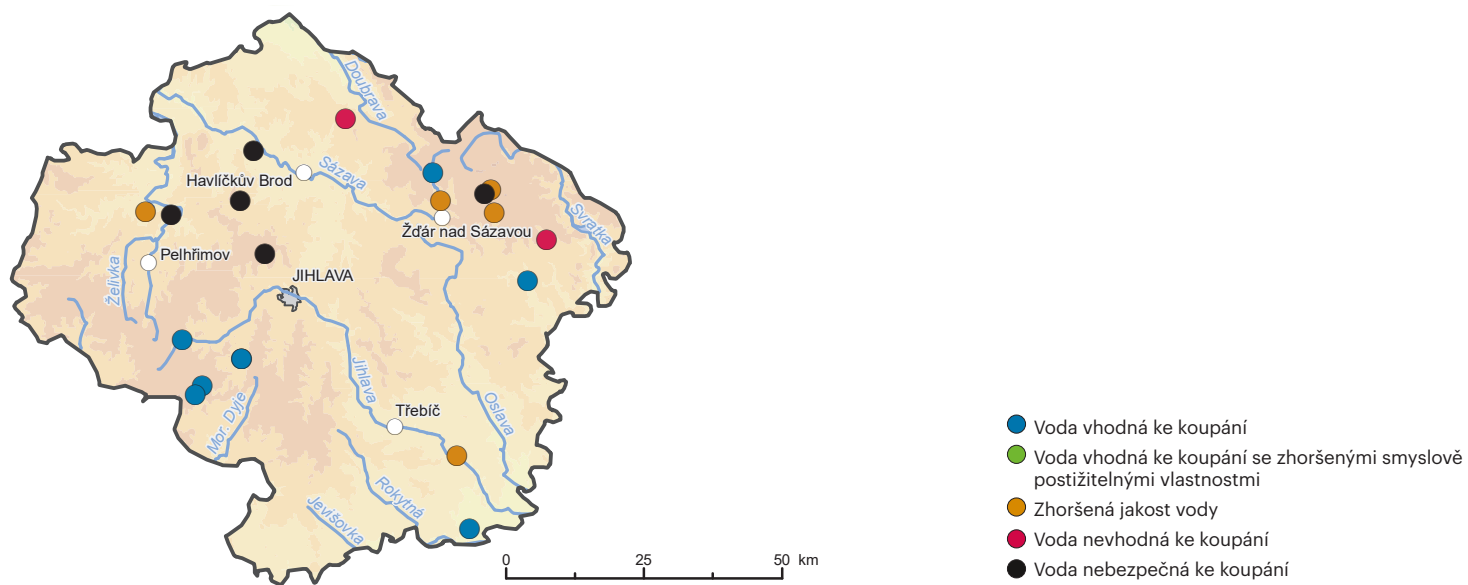 Doubrava
Sázava
Havlíčkův Brod
Svratka
Žďár nad Sázavou
Pelhřimov
Želivka
JIHLAVA
Jihlava
Oslava
Mor. Dyje
Třebíč
Rokytná
Jevišovka
0 25 50 km
Voda vhodná ke koupání
Voda vhodná ke koupání se zhoršenými smyslově
postižitelnými vlastnostmi
Zhoršená jakost vody
Voda nevhodná ke koupání
Voda nebezpečná ke koupání